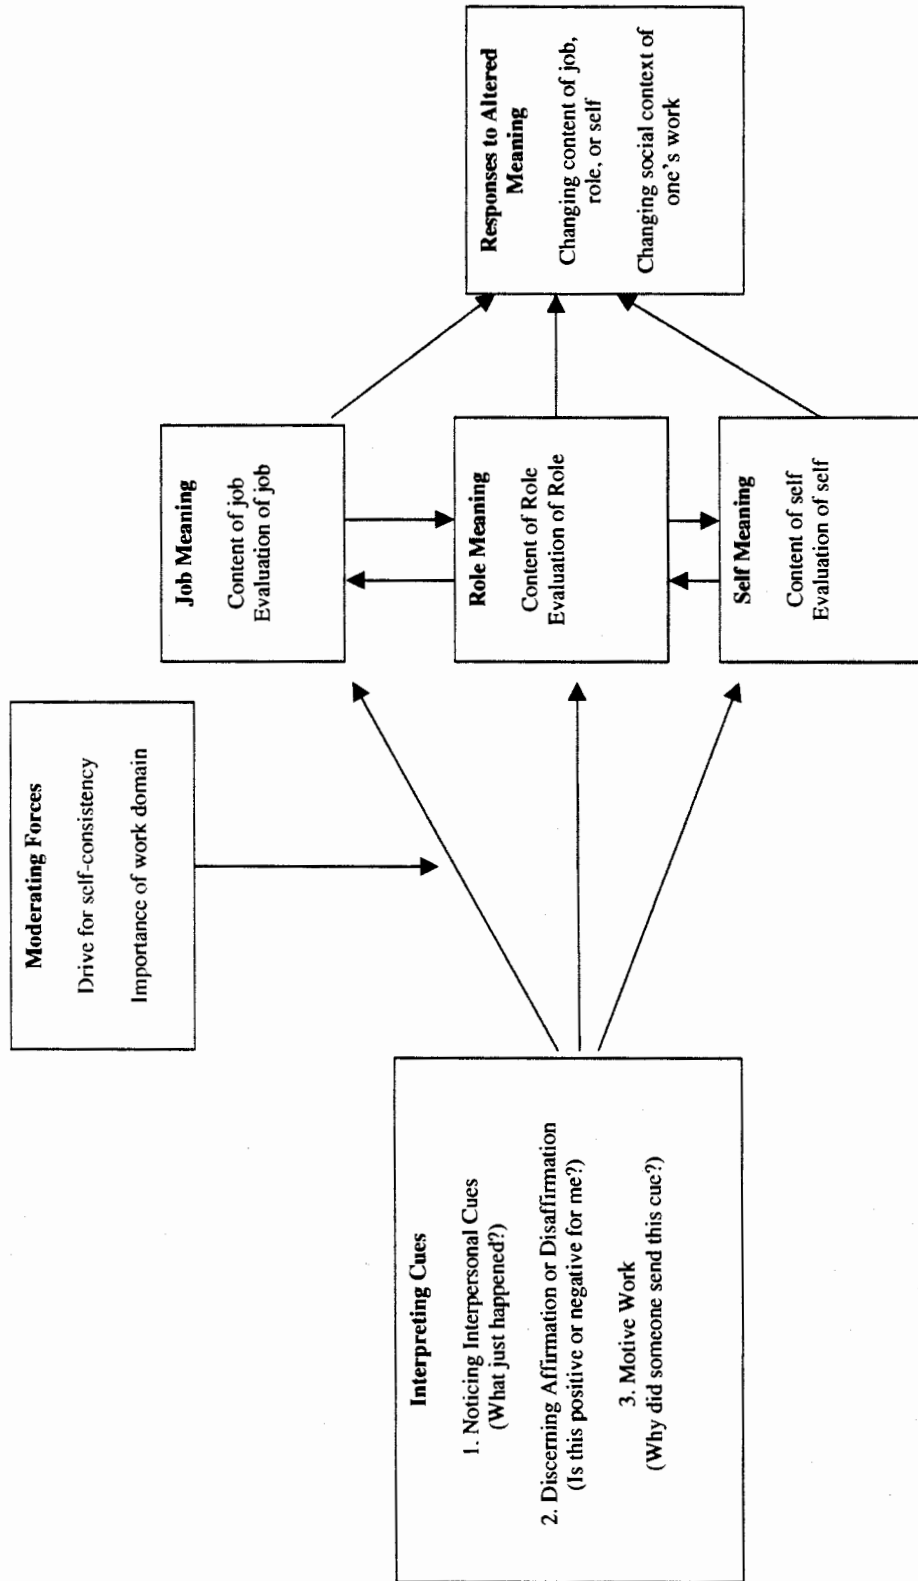 Moderating Forces
Drive for self-consistency
Importance of work domain
Interpreting Cues
1. Noticing Interpersonal Cues
(What just happened?)
2. Discerning Affirmation or Disaffirmation
(Is this positive or negative for me?)
3. Motive Work
(Why did someone send this cue?)
Job Meaning
Content of job
Evaluation of job
Role Meaning
Content of Role
Evaluation of Role
Self Meaning
Content of self
Evaluation of self
Responses to Altered
Meaning
Changing content of job,
role, or self
Changing social context of
one's work